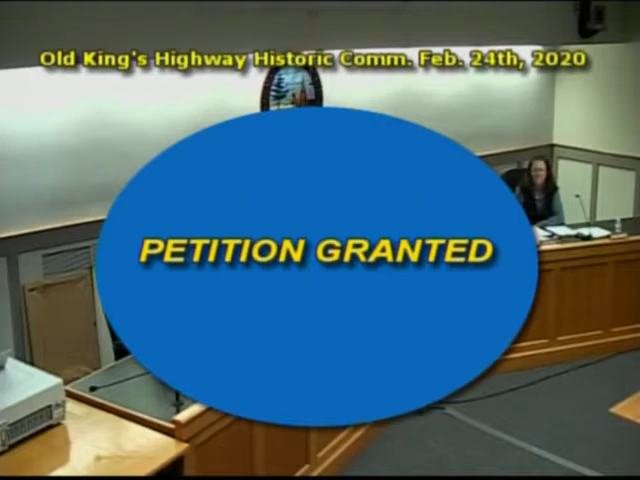 Old King's Highway Historic Comm. Feb. 24th, 2020
PETITION GRANTED